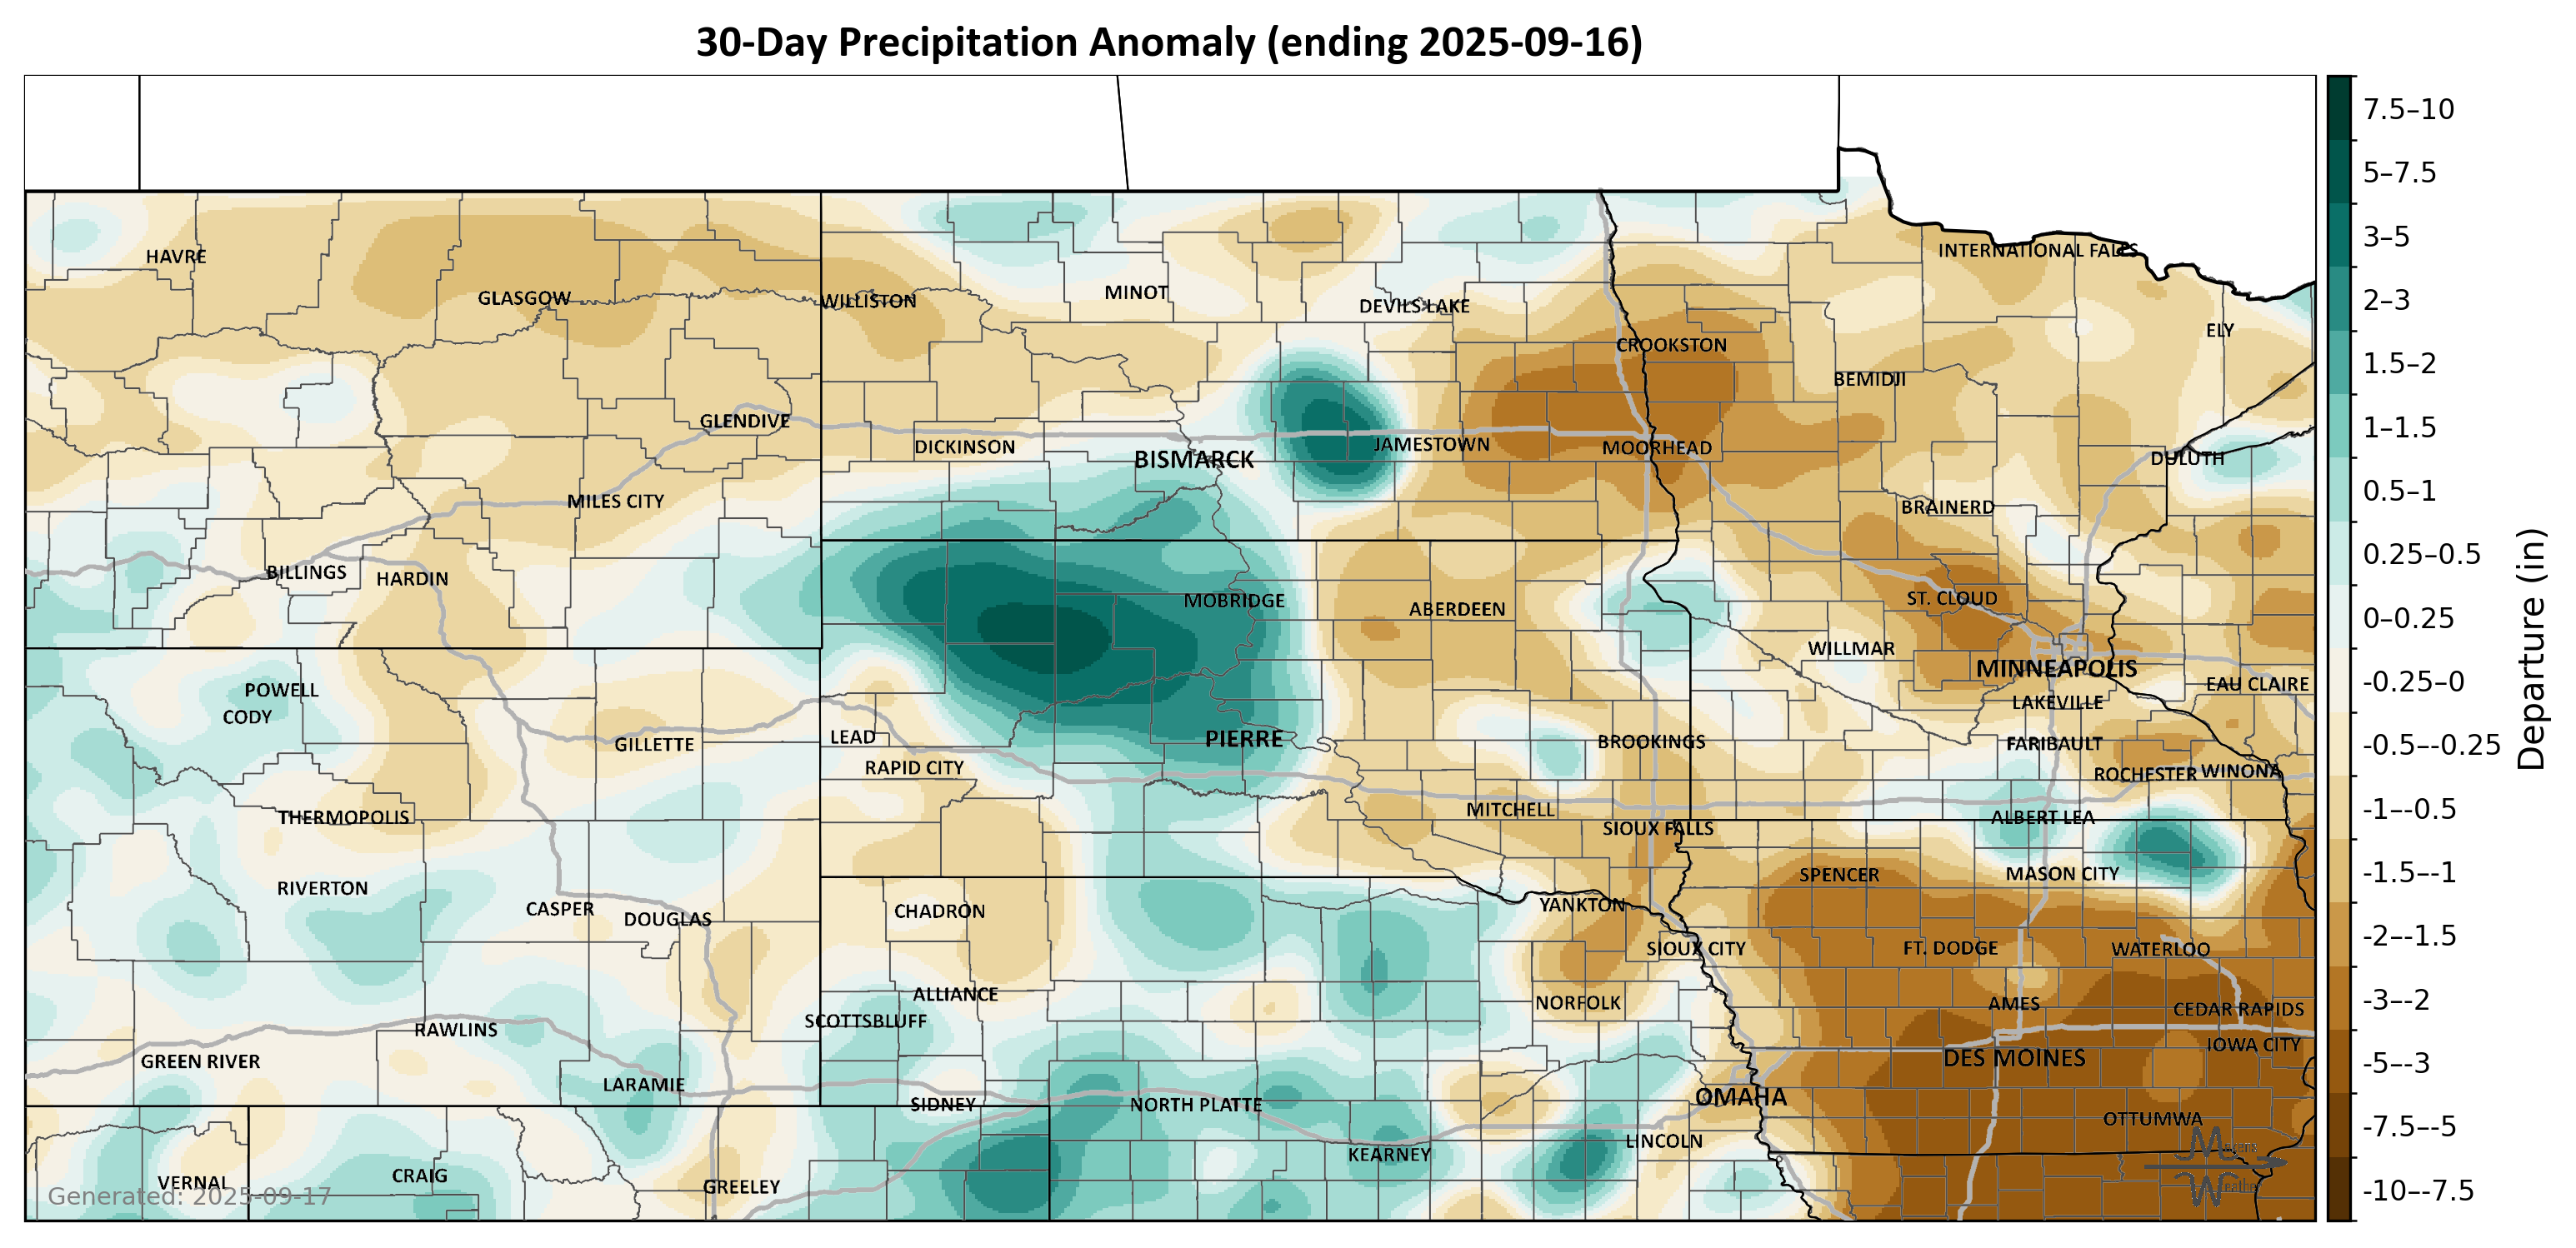 30-Day Precipitation Anomaly (ending 2025-09-16)
HAVRE
INTERNATIONAL FALLS
GLASGOW
WILLISTON
MINOT
DEVILS LAKE
ELY
CROOKSTON
BEMIDJI
GLENDIVE
DICKINSON
BISMARCK
JAMESTOWN
MOORHEAD
DULUTH
MILES CITY
BRAINERD
BILLINGS
HARDIN
MOBRIDGE
ABERDEEN
ST. CLOUD
WILLMAR
MINNEAPOLIS
EAU CLAIRE
POWELL
CODY
LAKEVILLE
GILLETTE
LEAD
PIERRE
BROOKINGS
FARIBAULT
RAPID CITY
ROCHESTER
WINONA
THERMOPOLIS
MITCHELL
ALBERT LEA
SIOUX FALLS
RIVERTON
SPENCER
MASON CITY
CASPER
DOUGLAS
CHADRON
YANKTON
SIOUX CITY
FT. DODGE
WATERLOO
ALLIANCE
NORFOLK
AMES
CEDAR RAPIDS
SCOTTSBLUFF
RAWLINS
GREEN RIVER
DES MOINES
IOWA CITY
LARAMIE
SIDNEY
NORTH PLATTE
OMAHA
OTTUMWA
KEARNEY
LINCOLN
VERNAL
CRAIG
GREELEY
Generated: 2025-09-17
7.5–10
5–7.5
3–5
2–3
1.5–2
1–1.5
0.5–1
0.25–0.5
0–0.25
-0.25–0
-0.5–-0.25
-1–-0.5
-1.5–-1
-2–-1.5
-3–-2
-5–-3
-7.5–-5
-10–-7.5
Departure (in)